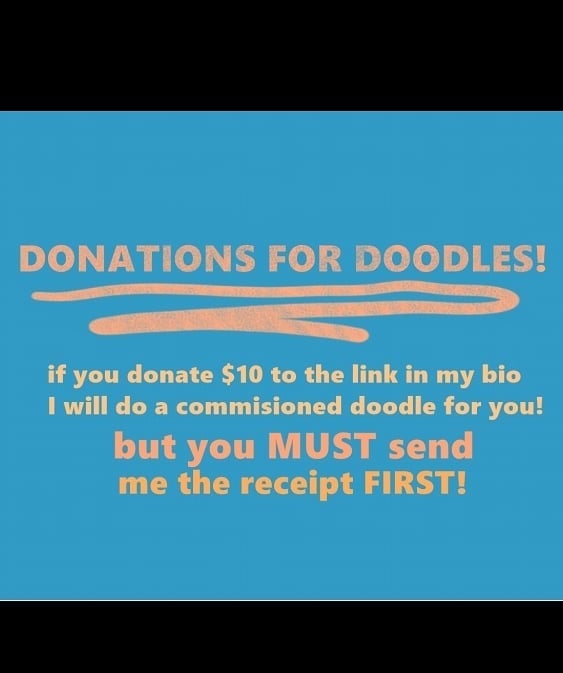 DONATIONS FOR DOODLES!
if you donate $10 to the link in my bio
I will do a commisioned doodle for you!
but you MUST send
me the receipt FIRST!